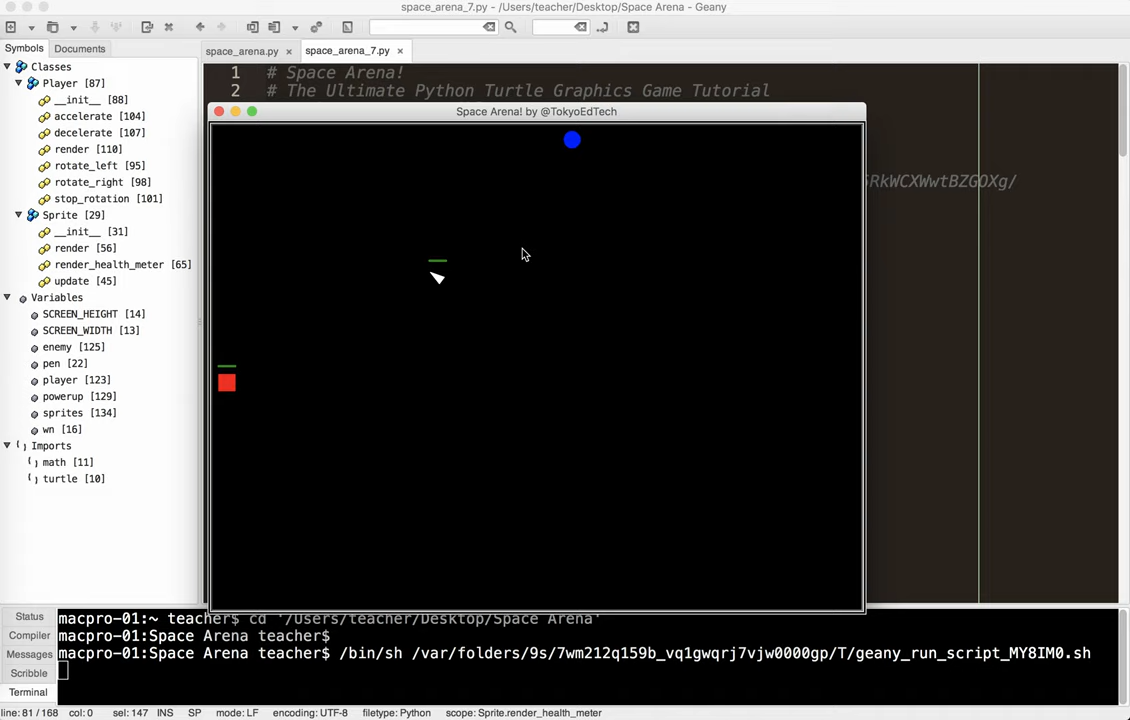 space_arena_7.py - /Users/teacher/Desktop/Space Arena - Geany
Symbols Documents
space_arena.py × space_arena_7.py ×
Classes
Player [87]
__init__ [88]
accelerate [104]
decelerate [107]
render [110]
rotate_left [95]
rotate_right [98]
stop_rotation [101]
Sprite [29]
__init__ [31]
render [56]
render_health_meter [65]
update [45]
Variables
SCREEN_HEIGHT [14]
SCREEN_WIDTH [13]
enemy [125]
pen [22]
player [123]
powerup [129]
sprites [134]
wn [16]
Imports
math [11]
turtle [10]
1 # Space Arena!
2 # The Ultimate Python Turtle Graphics Game Tutorial
Space Arena! by @TokyoEdTech
5RkWCXWwtBZGOXg/
Status
Compiler
Messages
Scribble
Terminal
macpro-01:~ teacher$ cd '/Users/teacher/Desktop/Space Arena'
macpro-01:Space Arena teacher$
macpro-01:Space Arena teacher$ /bin/sh /var/folders/9s/7wm212q159b_vq1gwqrj7vjw0000gp/T/geany_run_script_MY8IM0.sh
line: 81 / 168 col: 0 sel: 147 INS SP mode: LF encoding: UTF-8 filetype: Python scope: Sprite.render_health_meter